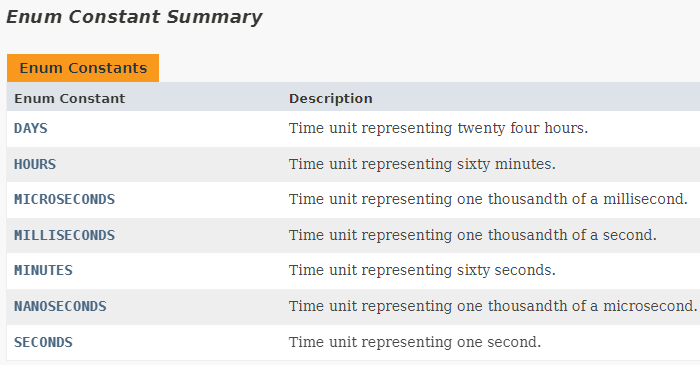 Enum Constant Summary
Enum Constants
Enum Constant Description
DAYS Time unit representing twenty four hours.
HOURS Time unit representing sixty minutes.
MICROSECONDS Time unit representing one thousandth of a millisecond.
MILLISECONDS Time unit representing one thousandth of a second.
MINUTES Time unit representing sixty seconds.
NANOSECONDS Time unit representing one thousandth of a microsecond.
SECONDS Time unit representing one second.